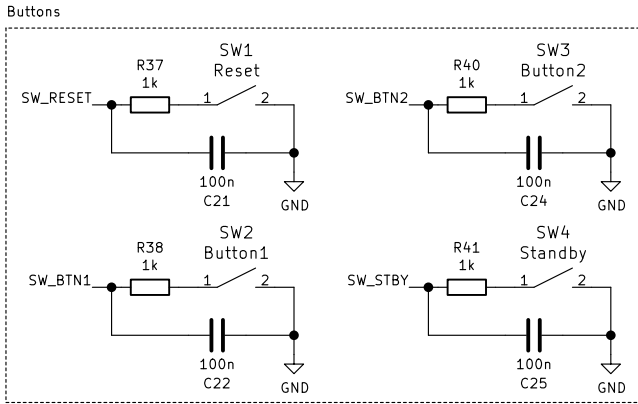 Buttons
SW1
Reset
R37
1k
SW_RESET
1
2
100n
C21
GND
SW3
Button2
R40
1k
SW_BTN2
1
2
100n
C24
GND
SW2
Button1
R38
1k
SW_BTN1
1
2
100n
C22
GND
SW4
Standby
R41
1k
SW_STBY
1
2
100n
C25
GND